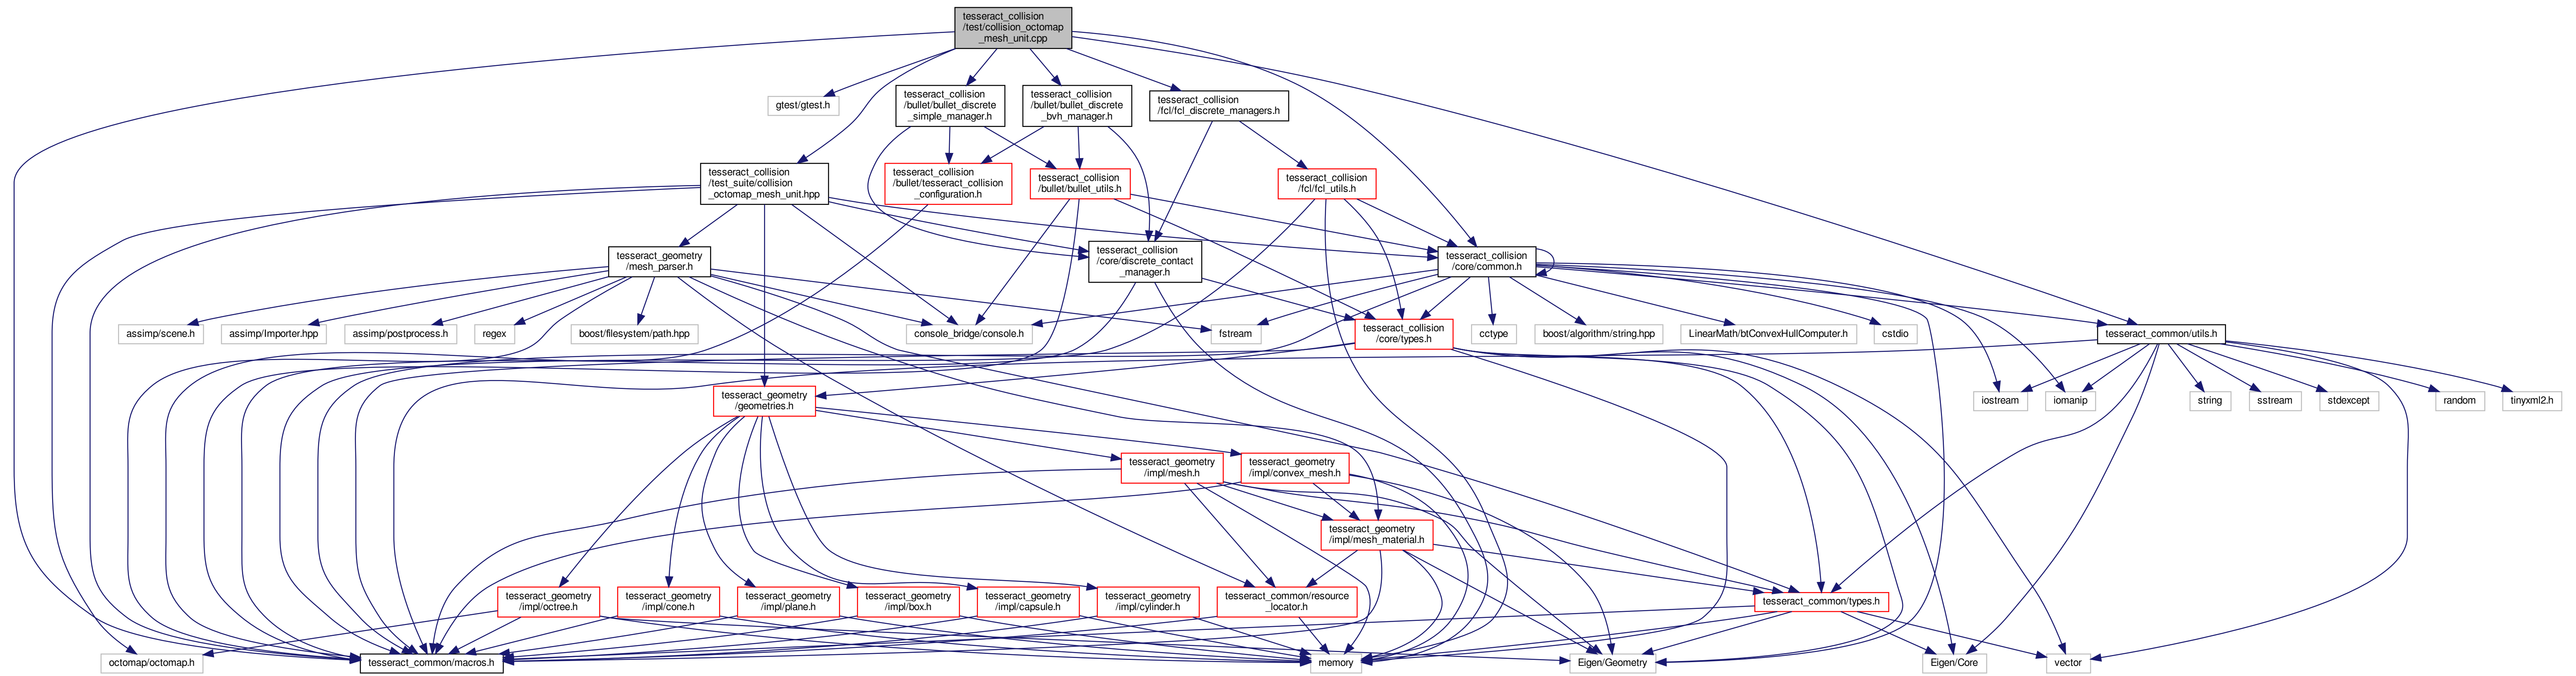 tesseract_collision
/test/collision_octomap
_mesh_unit.cpp
gtest/gtest.h
tesseract_collision
/bullet/bullet_discrete
_simple_manager.h
tesseract_collision
/bullet/bullet_discrete
_bvh_manager.h
tesseract_collision
/fcl/fcl_discrete_managers.h
tesseract_collision
/test_suite/collision
_octomap_mesh_unit.hpp
tesseract_collision
/bullet/tesseract_collision
_configuration.h
tesseract_collision
/bullet/bullet_utils.h
tesseract_collision
/fcl/fcl_utils.h
tesseract_geometry
/mesh_parser.h
tesseract_collision
/core/discrete_contact
_manager.h
tesseract_collision
/core/common.h
assimp/scene.h
assimp/Importer.hpp
assimp/postprocess.h
regex
boost/filesystem/path.hpp
console_bridge/console.h
fstream
tesseract_collision
/core/types.h
cctype
boost/algorithm/string.hpp
LinearMath/btConvexHullComputer.h
cstdio
tesseract_common/utils.h
tesseract_geometry
/geometries.h
iostream
iomanip
string
sstream
stdexcept
random
tinyxml2.h
tesseract_geometry
/impl/mesh.h
tesseract_geometry
/impl/convex_mesh.h
tesseract_geometry
/impl/mesh_material.h
tesseract_geometry
/impl/octree.h
tesseract_geometry
/impl/cone.h
tesseract_geometry
/impl/plane.h
tesseract_geometry
/impl/box.h
tesseract_geometry
/impl/capsule.h
tesseract_geometry
/impl/cylinder.h
tesseract_common/resource
_locator.h
tesseract_common/types.h
octomap/octomap.h
tesseract_common/macros.h
memory
Eigen/Geometry
Eigen/Core
vector